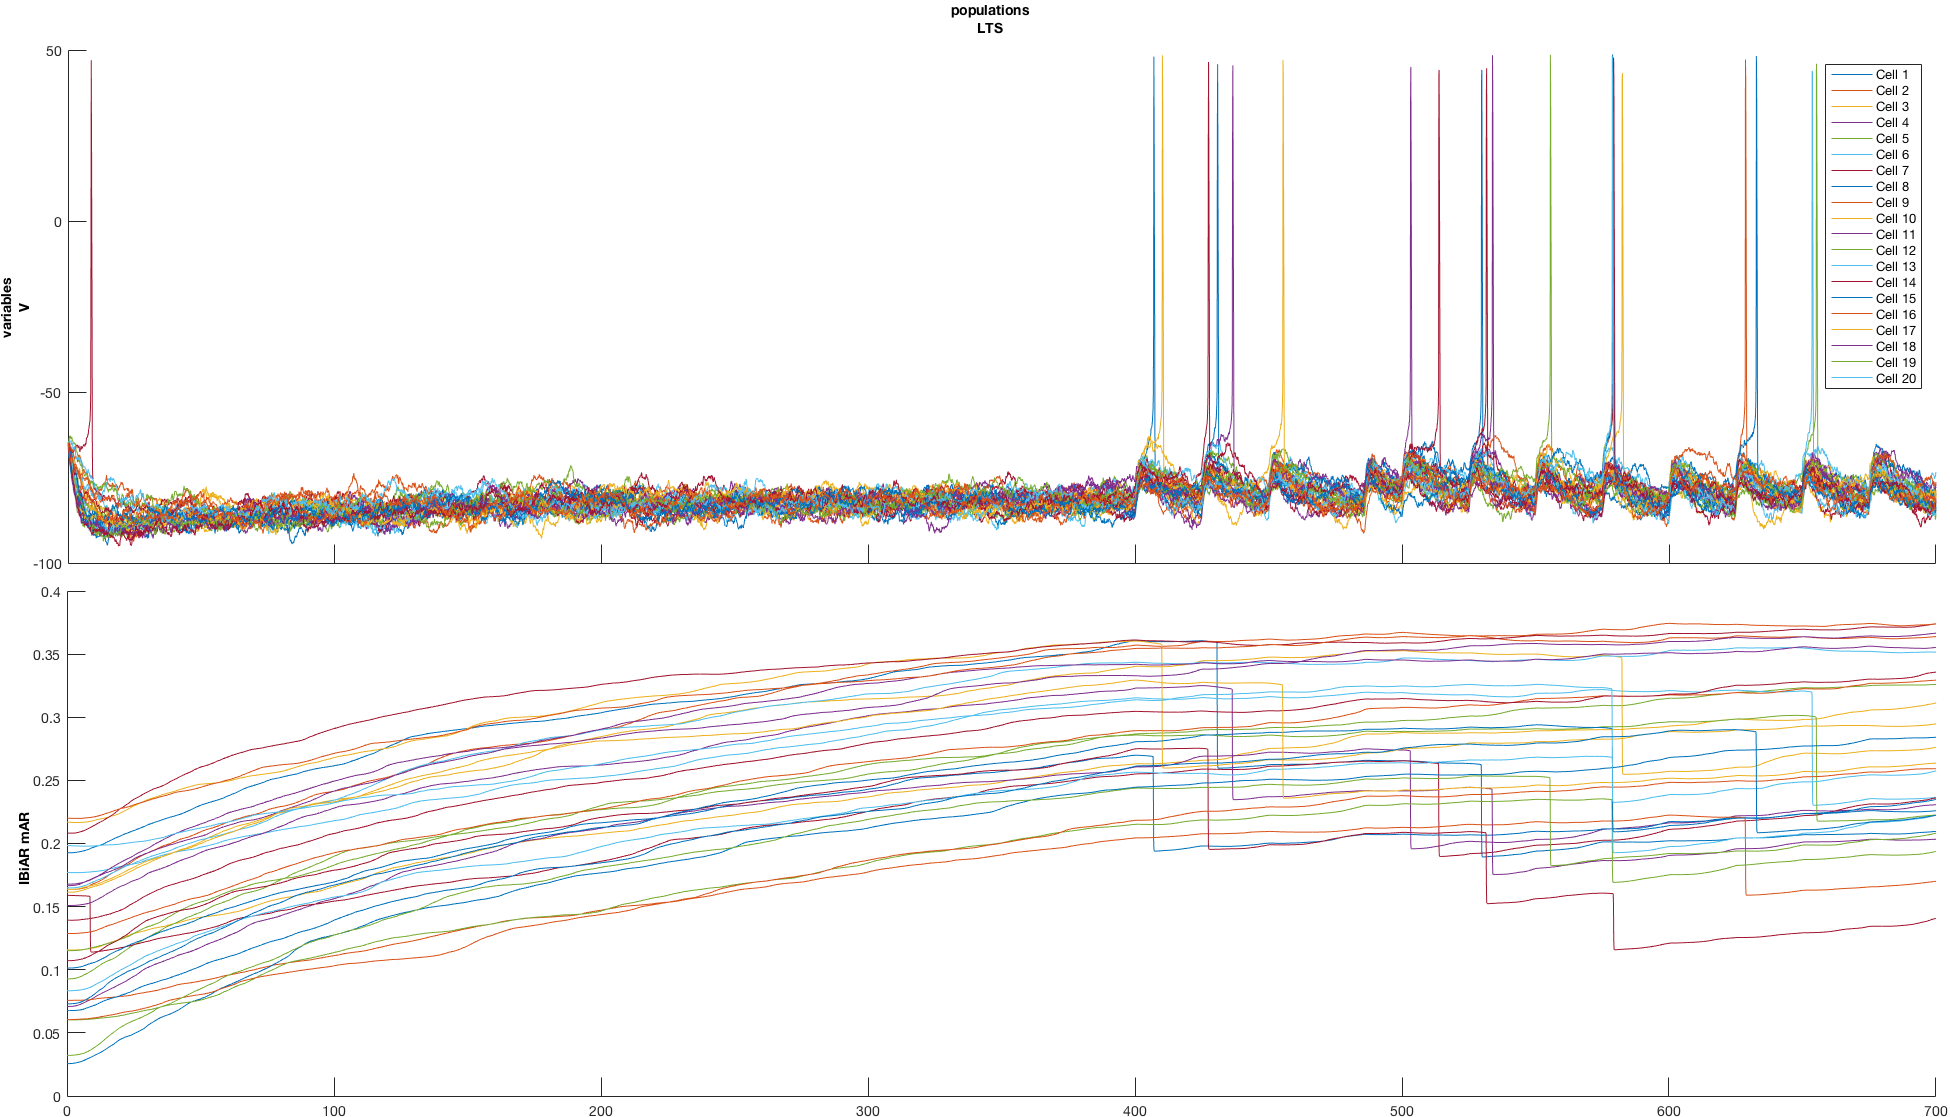 populations
LTS
variables
V
50
0
-50
-100
Cell 1
Cell 2
Cell 3
Cell 4
Cell 5
Cell 6
Cell 7
Cell 8
Cell 9
Cell 10
Cell 11
Cell 12
Cell 13
Cell 14
Cell 15
Cell 16
Cell 17
Cell 18
Cell 19
Cell 20
IBiAR mAR
0.4
0.35
0.3
0.25
0.2
0.15
0.1
0.05
0
0 100 200 300 400 500 600 700